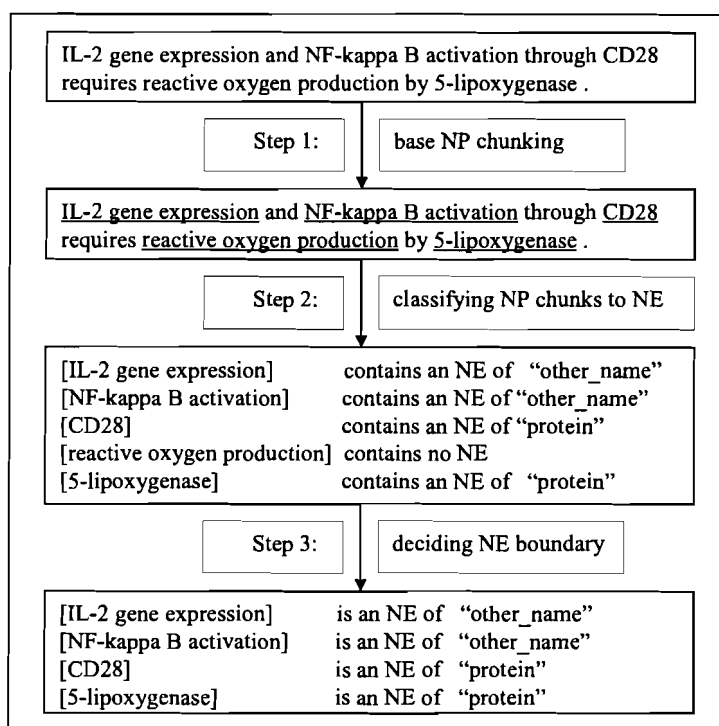 IL-2 gene expression and NF-kappa B activation through CD28
requires reactive oxygen production by 5-lipoxygenase .
Step 1: base NP chunking
IL-2 gene expression and NF-kappa B activation through CD28
requires reactive oxygen production by 5-lipoxygenase .
Step 2: classifying NP chunks to NE
[IL-2 gene expression] contains an NE of “other_name”
[NF-kappa B activation] contains an NE of “other_name”
[CD28] contains an NE of “protein”
[reactive oxygen production] contains no NE
[5-lipoxygenase] contains an NE of “protein”
Step 3: deciding NE boundary
[IL-2 gene expression] is an NE of “other_name”
[NF-kappa B activation] is an NE of “other_name”
[CD28] is an NE of “protein”
[5-lipoxygenase] is an NE of “protein”